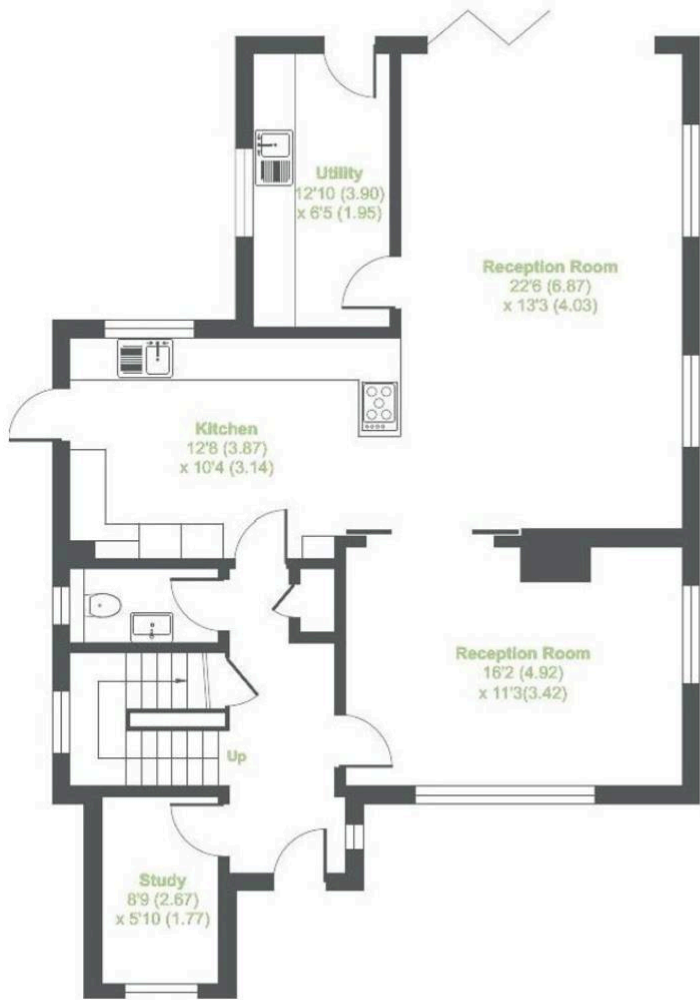 Utility
12'10 (3.90)
x 6'5 (1.95)
Reception Room
22'6 (6.87)
x 13'3 (4.03)
Kitchen
12'8 (3.87)
x 10'4 (3.14)
Reception Room
16'2 (4.92)
x 11'3(3.42)
Up
Study
8'9 (2.67)
x 5'10 (1.77)